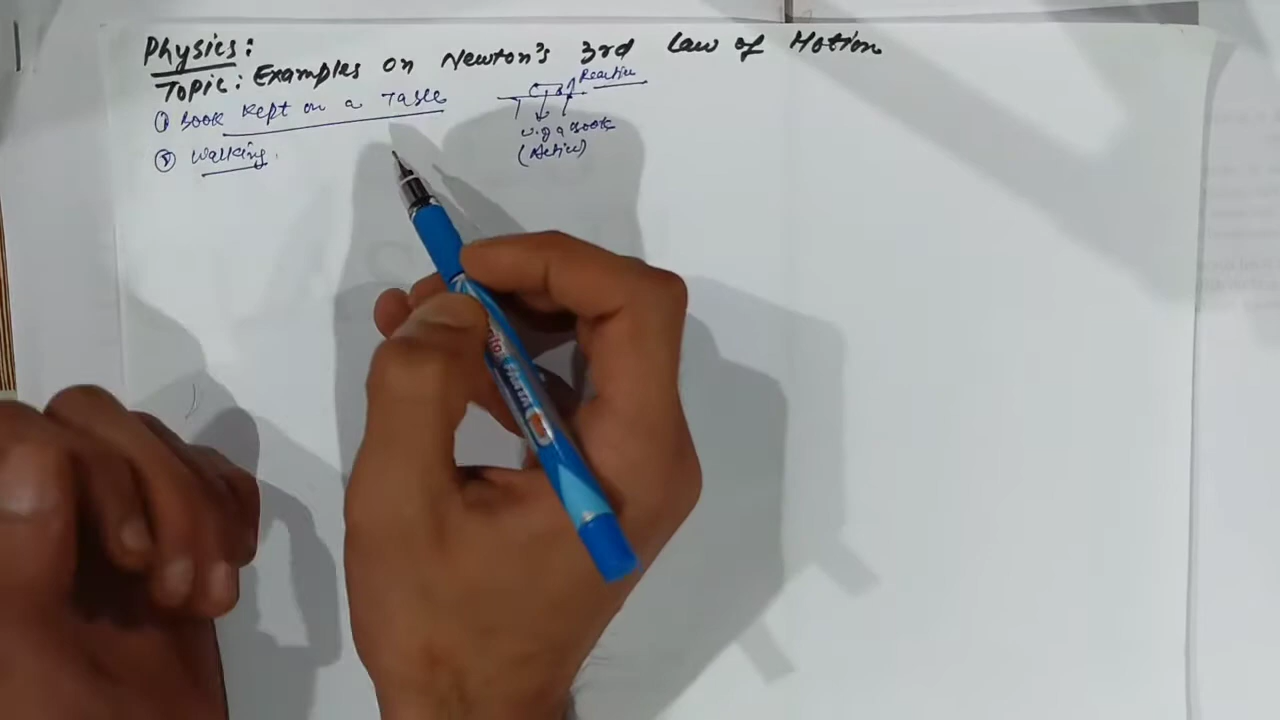 Physics:
Topic: Examples on Newton's 3rd Law of Motion
① Book kept on a Table
Reaction
w. of a Book
(Action)
② Walking.